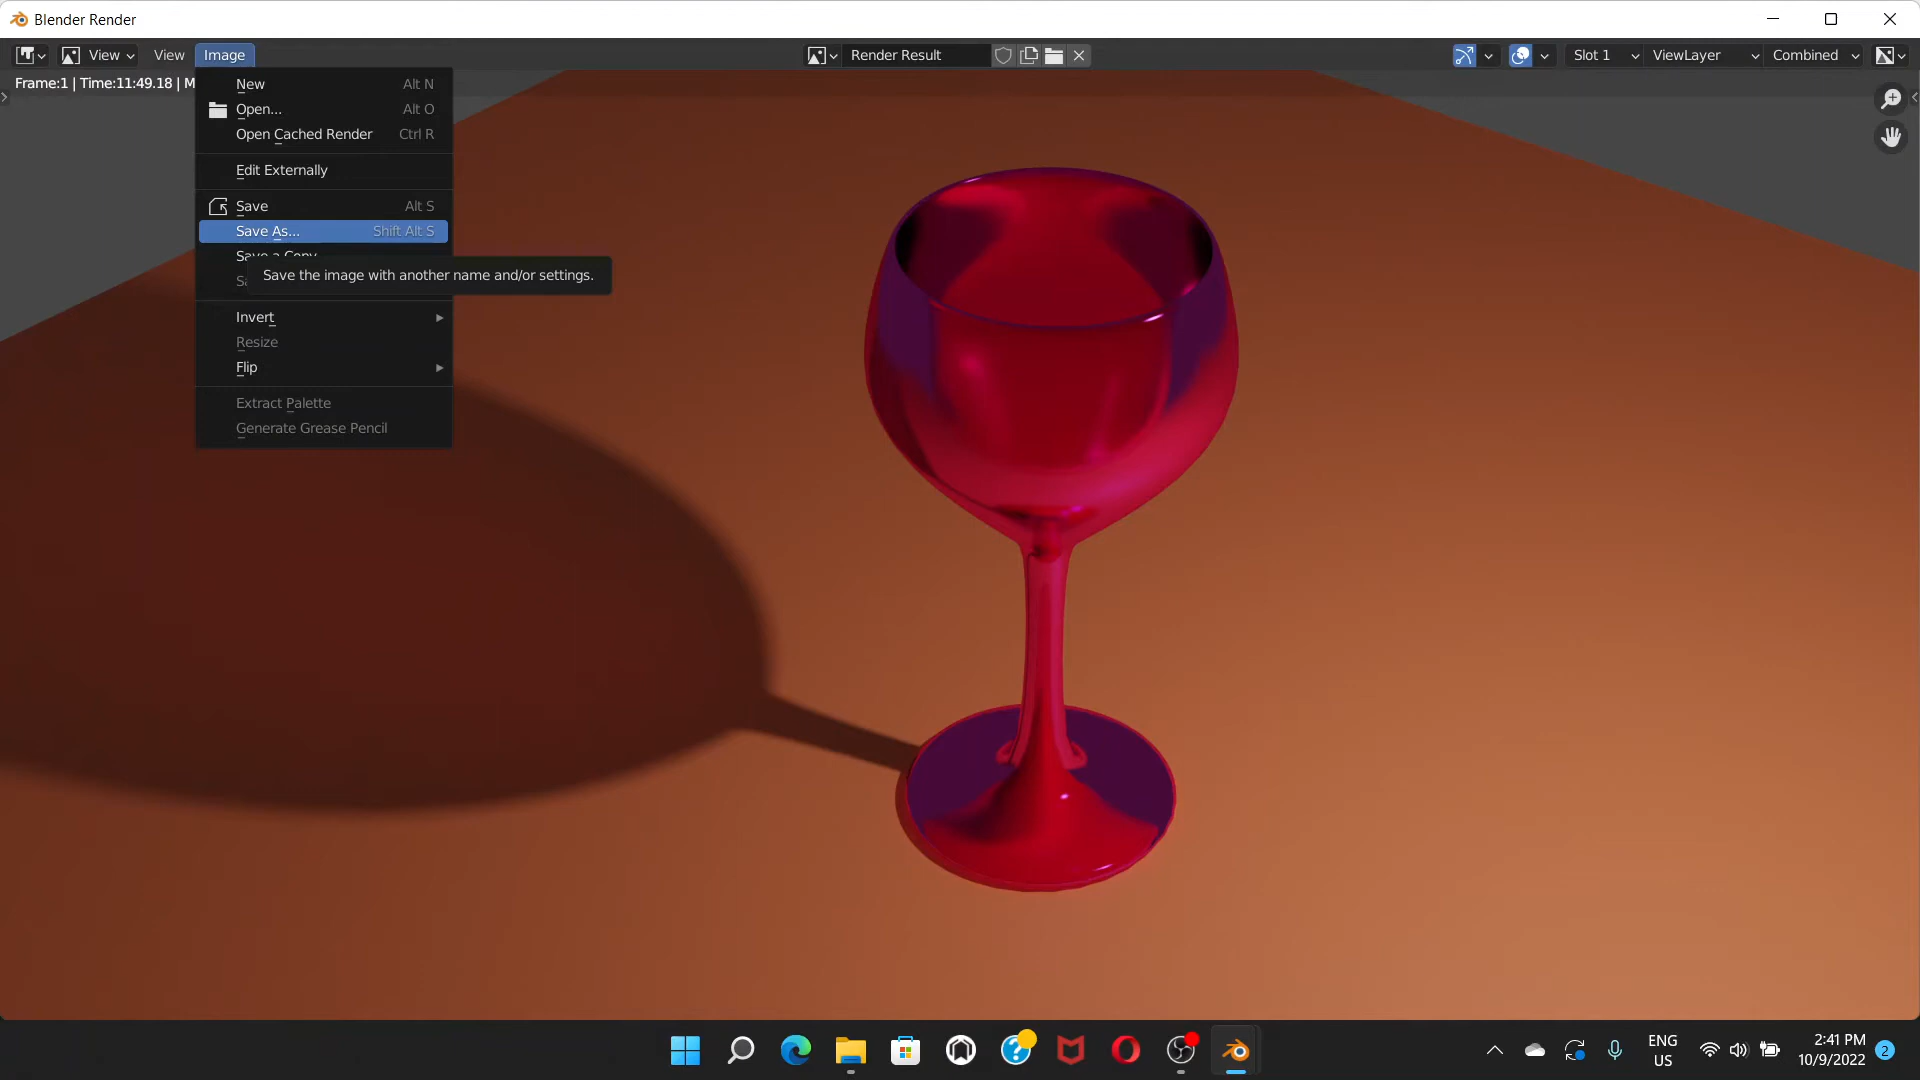 Blender Render
View View Image Render Result Slot 1 ViewLayer Combined
Frame:1 | Time:11:49.18 | M
New Alt N
Open... Alt O
Open Cached Render Ctrl R
Edit Externally
Save Alt S
Save As... Shift Alt S
Save a Copy
Save the image with another name and/or settings.
Invert
Resize
Flip
Extract Palette
Generate Grease Pencil
ENG
US
2:41 PM
10/9/2022
2